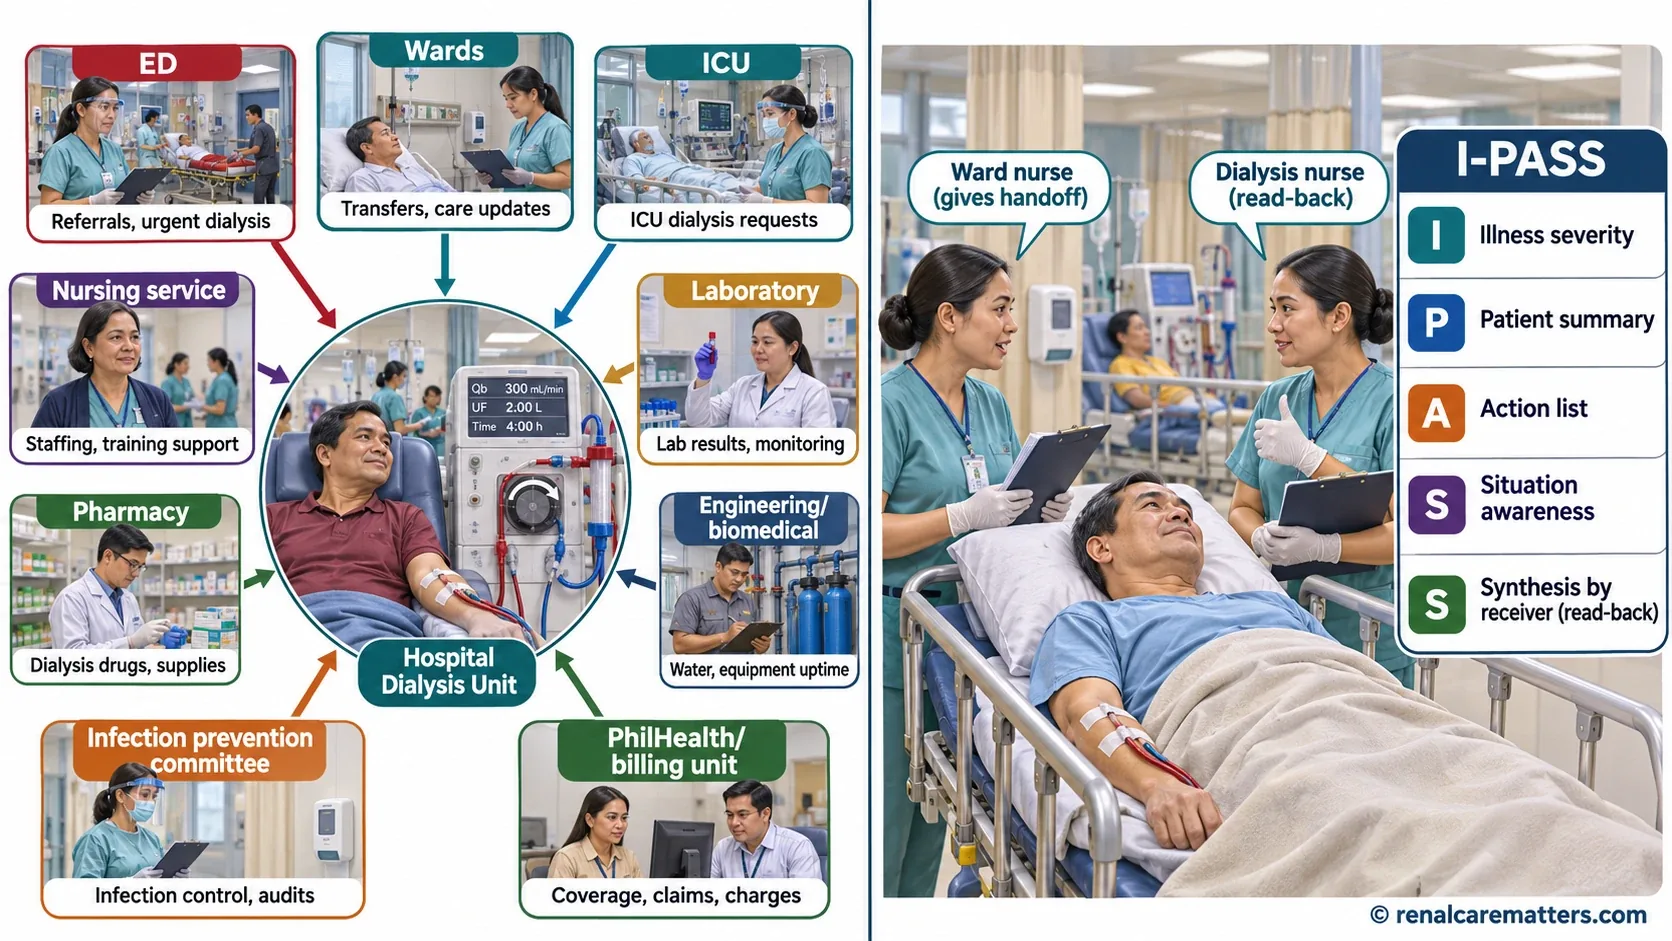 ED
Referrals, urgent dialysis
Wards
Transfers, care updates
ICU
ICU dialysis requests
Nursing service
Staffing, training support
Laboratory
Lab results, monitoring
Qb 300 mL/min
UF 2.00 L
Time 4:00 h
Pharmacy
Dialysis drugs, supplies
Engineering/
biomedical
Water, equipment uptime
Hospital
Dialysis Unit
Infection prevention
committee
Infection control, audits
PhilHealth/
billing unit
Coverage, claims, charges
Ward nurse
(gives handoff)
Dialysis nurse
(read-back)
I-PASS
I Illness severity
P Patient summary
A Action list
S Situation
awareness
S Synthesis by
receiver (read-back)
© renalcarematters.com